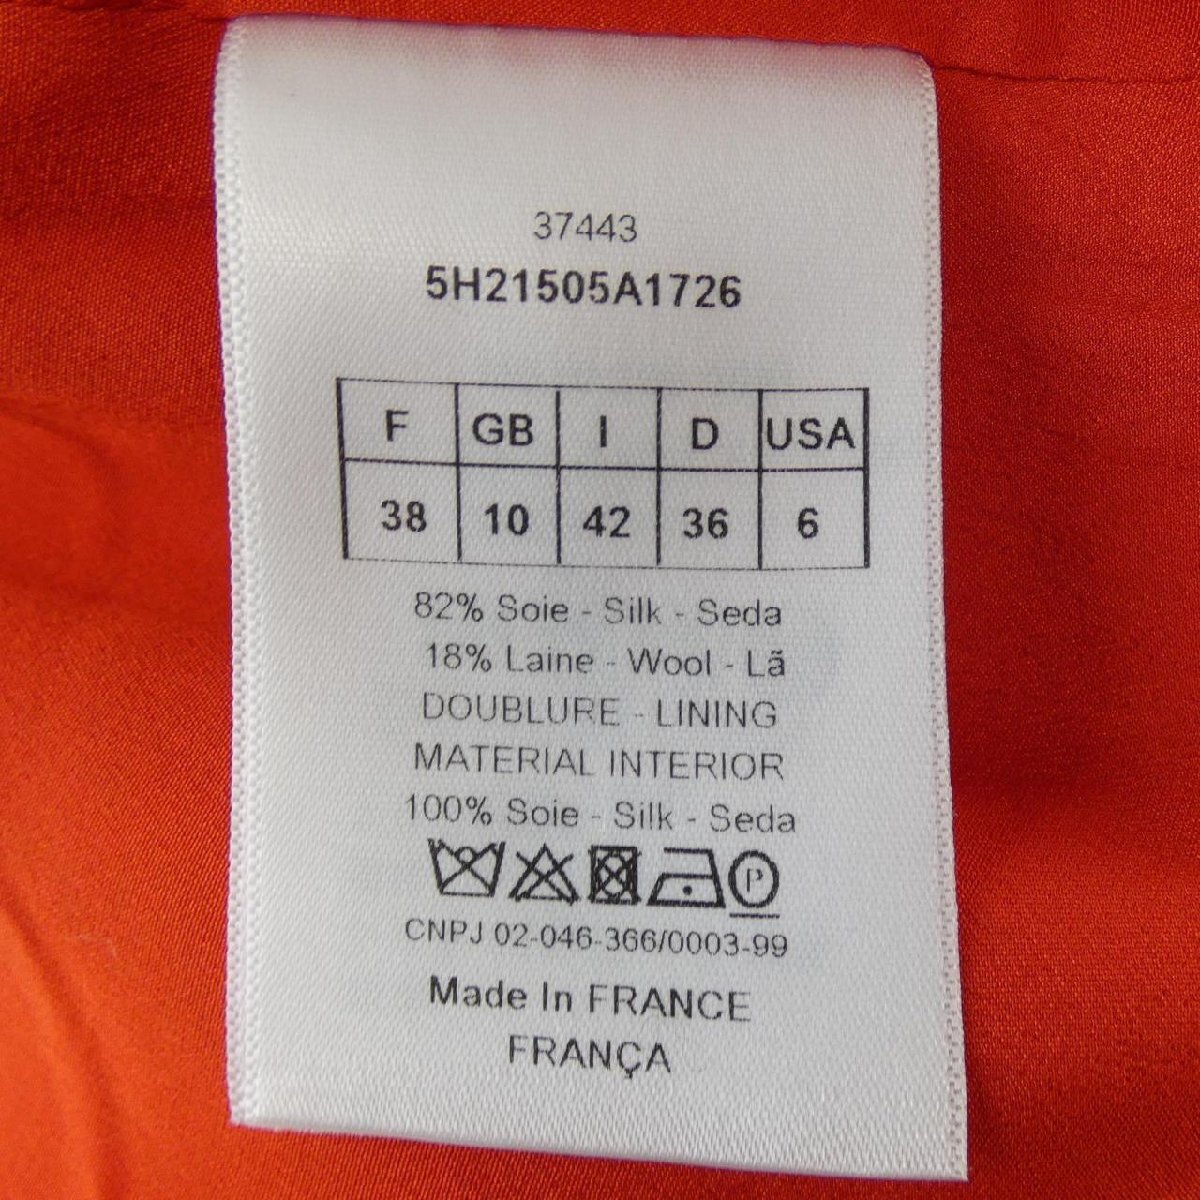 37443
5H21505A1726
F GB I D USA
38 10 42 36 6
82% Soie - Silk - Seda
18% Laine - Wool - Lã
DOUBLURE - LINING
MATERIAL INTERIOR
100% Soie - Silk - Seda
P
CNPJ 02-046-366/0003-99
Made In FRANCE
FRANÇA